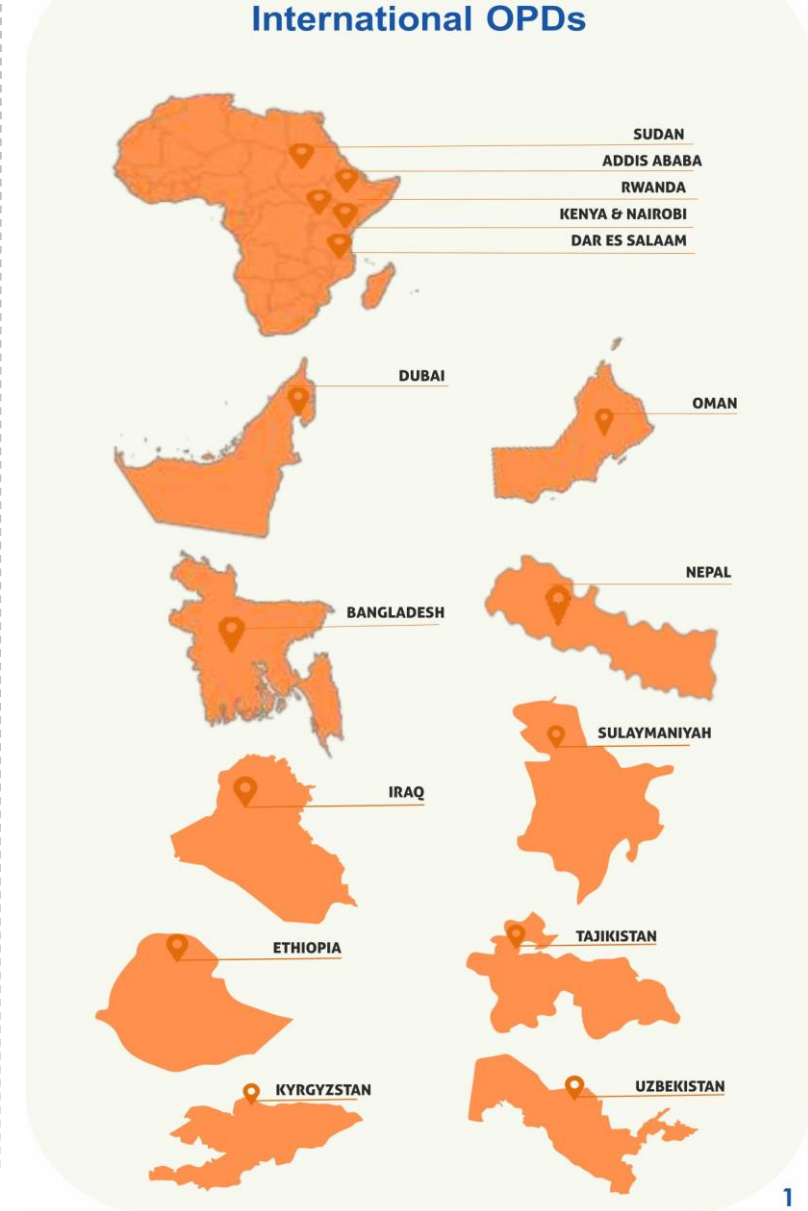 International OPDs
SUDAN
ADDIS ABABA
RWANDA
KENYA & NAIROBI
DAR ES SALAAM
DUBAI
OMAN
NEPAL
BANGLADESH
SULAYMANIYAH
IRAQ
TAJIKISTAN
ETHIOPIA
UZBEKISTAN
KYRGYZSTAN
1